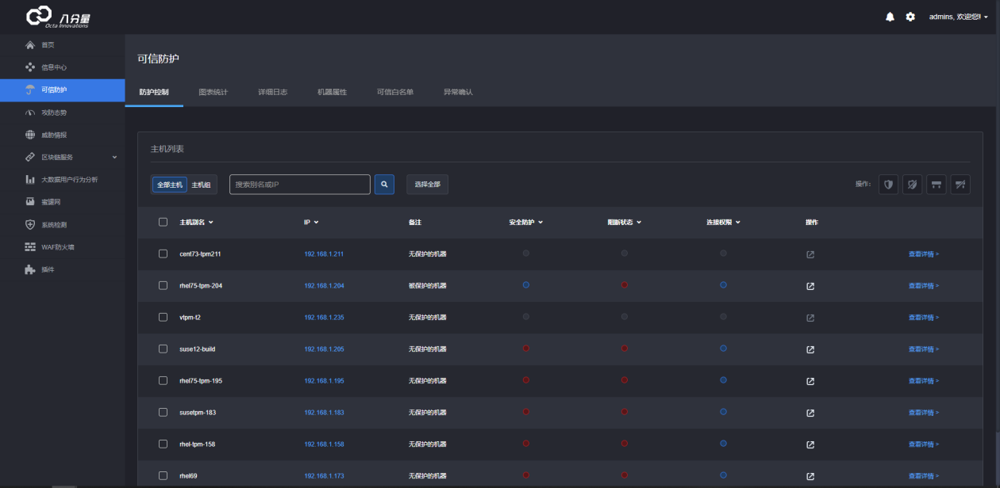 八分量
Octa Innovations
admins, 欢迎您!
首页
信息中心
可信防护
攻防态势
威胁情报
区块链服务
大数据用户行为分析
蜜罐网
系统检测
WAF防火墙
插件
可信防护
防护控制 图表统计 详细日志 机器属性 可信白名单 异常确认
主机列表
全部主机 主机组 搜索别名或IP 选择全部 操作:
主机别名 IP 备注 安全防护 阻断状态 连接权限 操作
cent73-tpm211 192.168.1.211 无保护的机器 查看详情 >
rhel75-tpm-204 192.168.1.204 被保护的机器 查看详情 >
vtpm-t2 192.168.1.235 无保护的机器 查看详情 >
suse12-build 192.168.1.205 无保护的机器 查看详情 >
rhel75-tpm-195 192.168.1.195 无保护的机器 查看详情 >
susetpm-183 192.168.1.183 无保护的机器 查看详情 >
rhel-tpm-158 192.168.1.158 无保护的机器 查看详情 >
rhel69 192.168.1.173 无保护的机器 查看详情 >